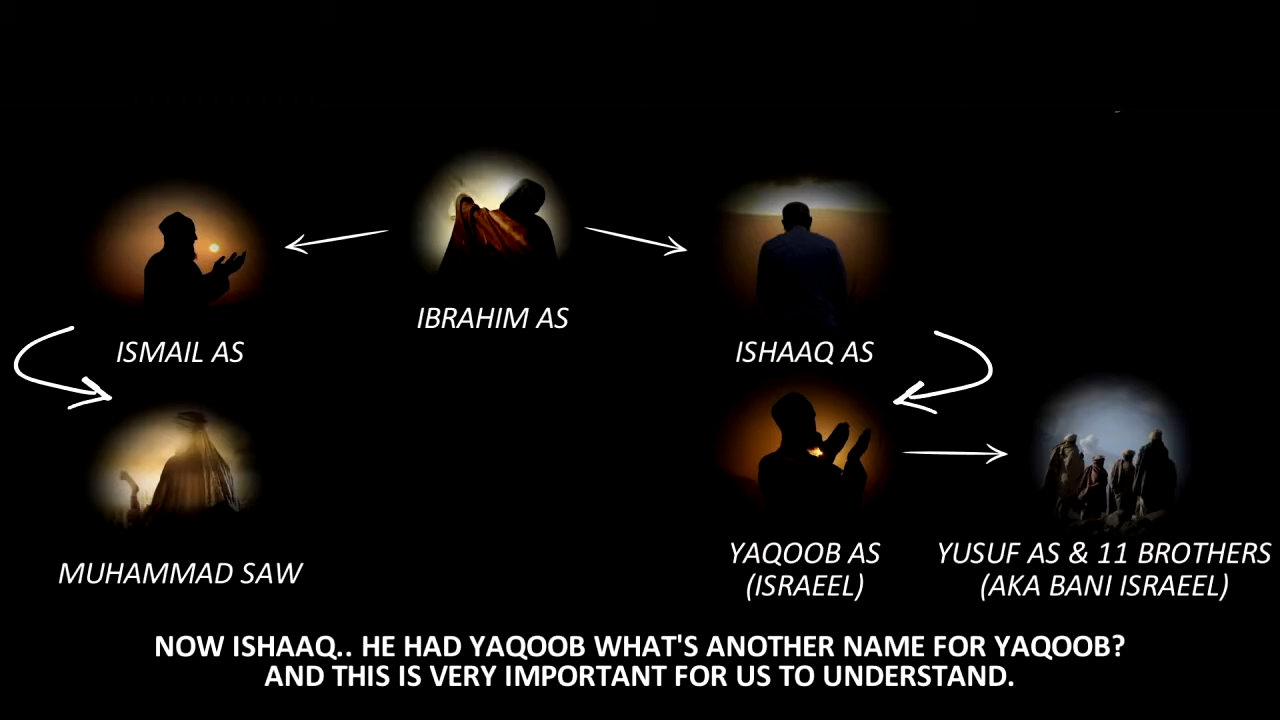 IBRAHIM AS
ISMAIL AS
ISHAAQ AS
MUHAMMAD SAW
YAQOOB AS
(ISRAEEL)
YUSUF AS & 11 BROTHERS
(AKA BANI ISRAEEL)
NOW ISHAAQ.. HE HAD YAQOOB WHAT'S ANOTHER NAME FOR YAQOOB?
AND THIS IS VERY IMPORTANT FOR US TO UNDERSTAND.